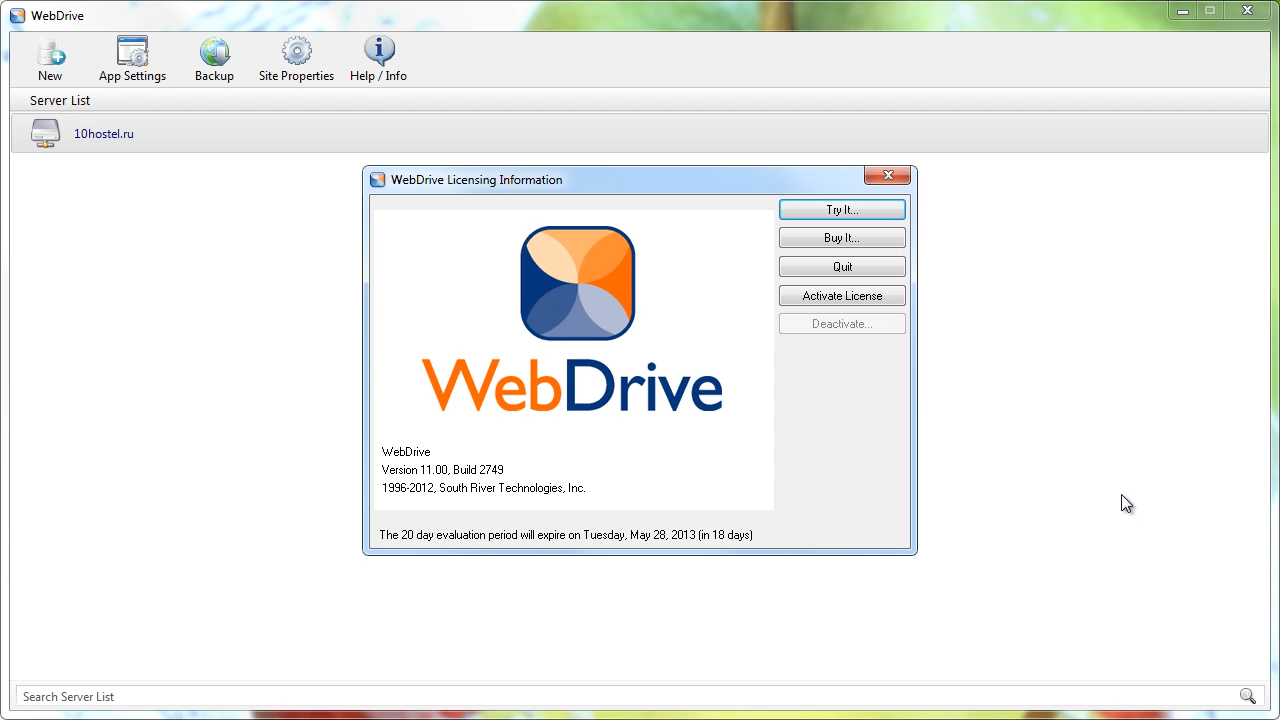 WebDrive
New
App Settings
Backup
Site Properties
Help / Info
Server List
10hostel.ru
WebDrive Licensing Information
Try It...
Buy It...
Quit
Activate License
Deactivate...
WebDrive
WebDrive
Version 11.00, Build 2749
1996-2012, South River Technologies, Inc.
The 20 day evaluation period will expire on Tuesday, May 28, 2013 (in 18 days)
Search Server List